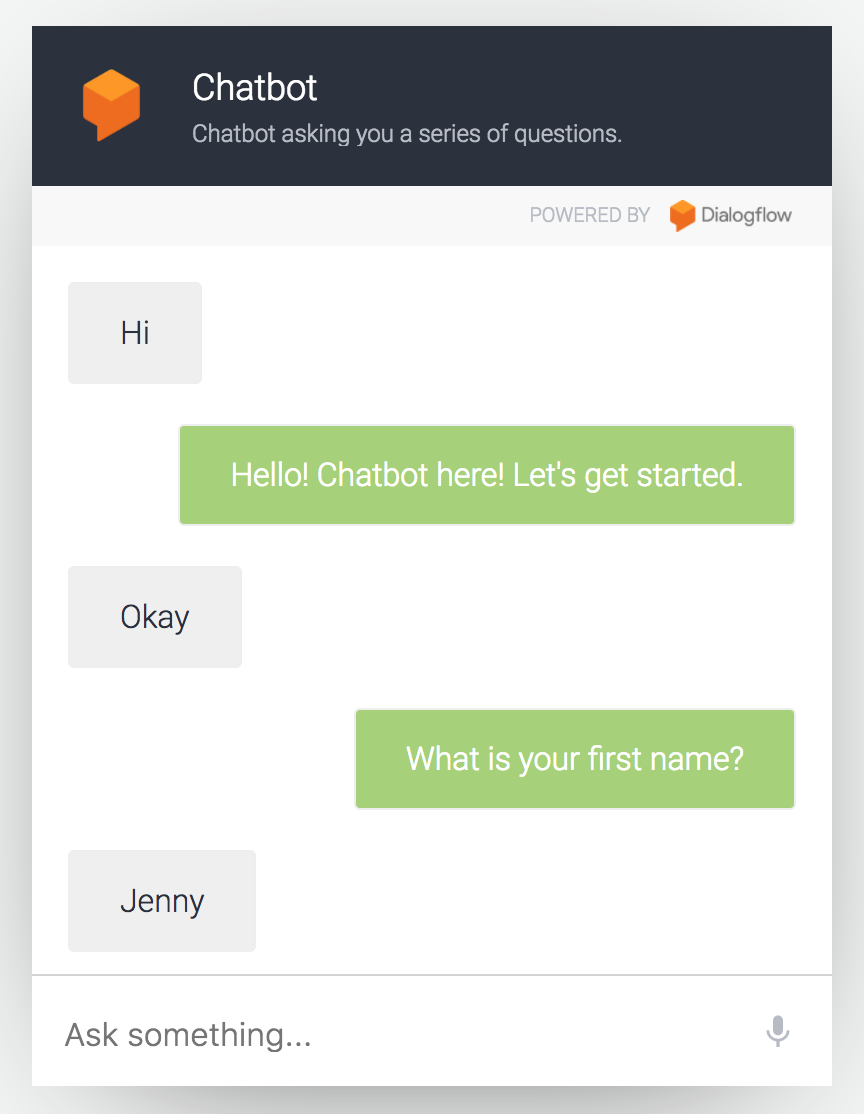 Chatbot
Chatbot asking you a series of questions.
POWERED BY Dialogflow
Hi
Hello! Chatbot here! Let's get started.
Okay
What is your first name?
Jenny
Ask something...